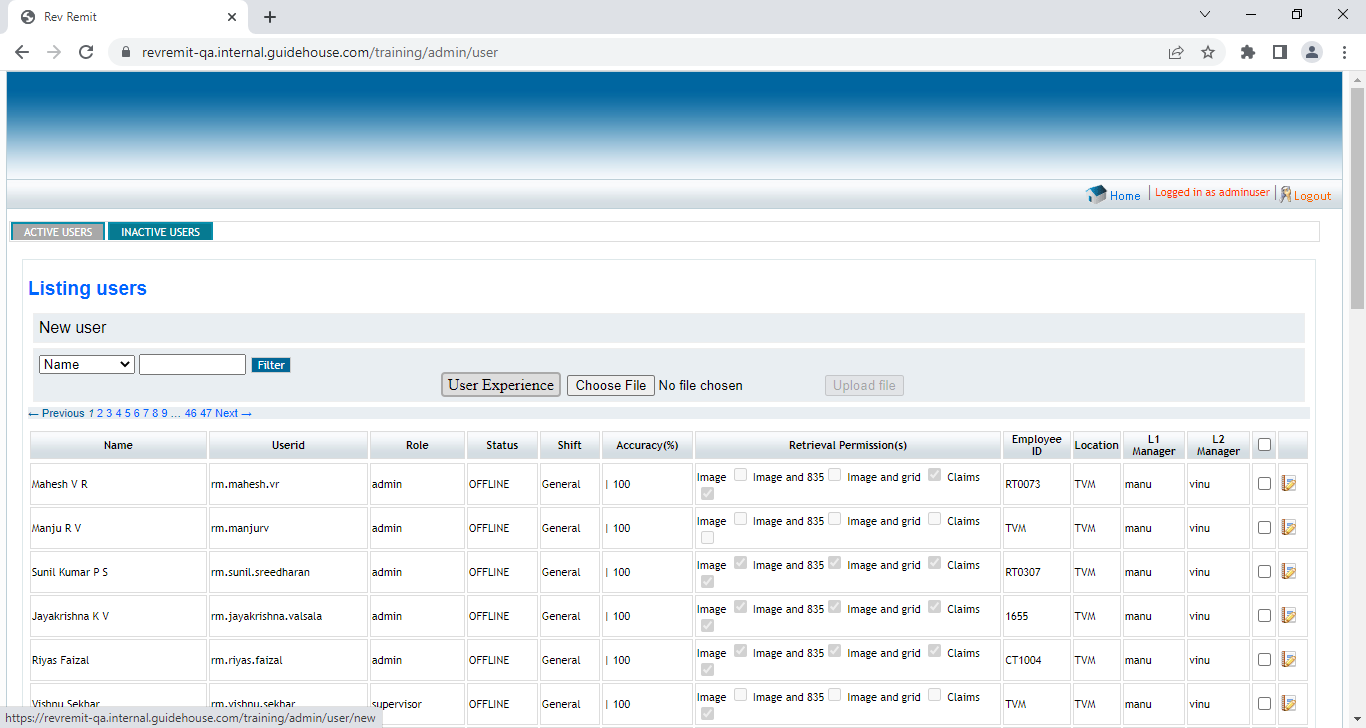 Rev Remit
revremit-qa.internal.guidehouse.com/training/admin/user
Home Logged in as adminuser Logout
ACTIVE USERS INACTIVE USERS
Listing users
New user
Name Filter
User Experience Choose File No file chosen Upload file
← Previous 1 2 3 4 5 6 7 8 9 … 46 47 Next →
Name Userid Role Status Shift Accuracy(%) Retrieval Permission(s) Employee ID Location L1 Manager L2 Manager
Mahesh V R rm.mahesh.vr admin OFFLINE General | 100 Image Image and 835 Image and grid Claims RT0073 TVM manu vinu
Manju R V rm.manjurv admin OFFLINE General | 100 Image Image and 835 Image and grid Claims TVM TVM manu vinu
Sunil Kumar P S rm.sunil.sreedharan admin OFFLINE General | 100 Image Image and 835 Image and grid Claims RT0307 TVM manu vinu
Jayakrishna K V rm.jayakrishna.valsala admin OFFLINE General | 100 Image Image and 835 Image and grid Claims 1655 TVM manu vinu
Riyas Faizal rm.riyas.faizal admin OFFLINE General | 100 Image Image and 835 Image and grid Claims CT1004 TVM manu vinu
Vishnu Sekhar rm.vishnu.sekhar supervisor OFFLINE General | 100 Image Image and 835 Image and grid Claims TVM TVM manu vinu
https://revremit-qa.internal.guidehouse.com/training/admin/user/new